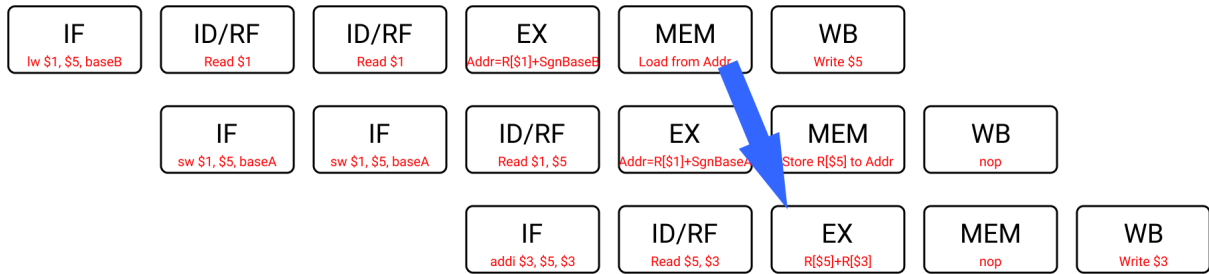 IF ID/RF ID/RF EX MEM WB
lw $1, $5, baseB Read $1 Read $1 Addr=R[$1]+SgnBaseB Load from Addr Write $5
IF IF ID/RF EX MEM WB
sw $1, $5, baseA sw $1, $5, baseA Read $1, $5 Addr=R[$1]+SgnBaseA Store R[$5] to Addr nop
IF ID/RF EX MEM WB
addi $3, $5, $3 Read $5, $3 R[$5]+R[$3] nop Write $3